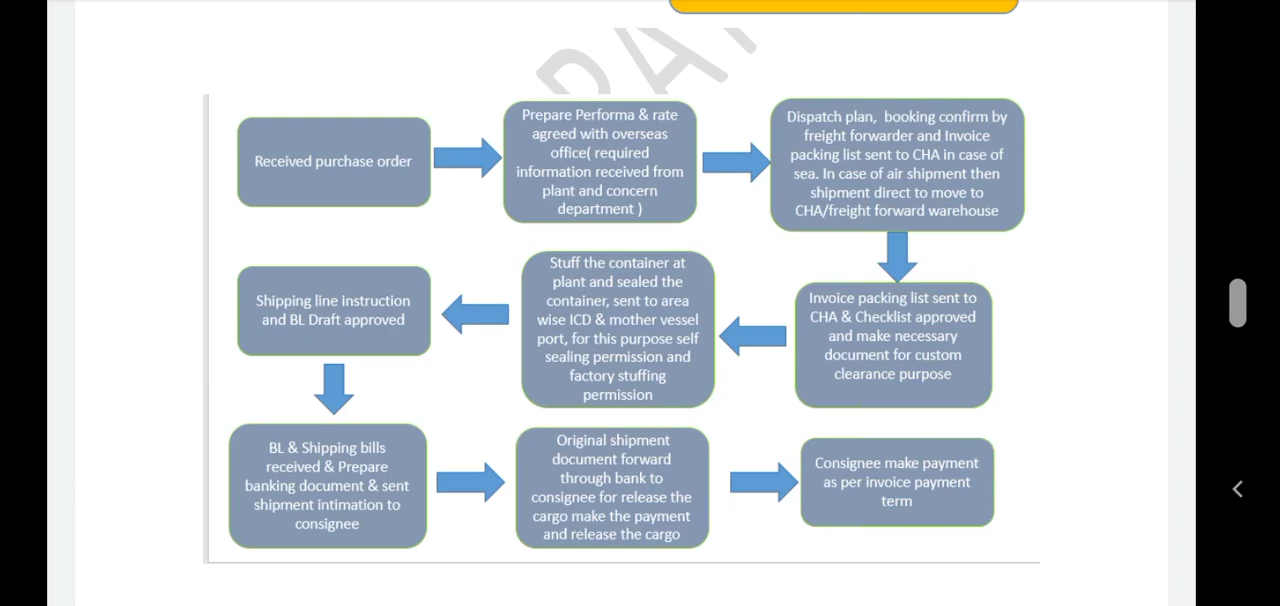 PA
Received purchase order
Prepare Performa & rate
agreed with overseas
office( required
information received from
plant and concern
department )
Dispatch plan,  booking confirm by
freight forwarder and Invoice
packing list sent to CHA in case of
sea. In case of air shipment then
shipment direct to move to
CHA/freight forward warehouse
Invoice packing list sent to
CHA & Checklist approved
and make necessary
document for custom
clearance purpose
Stuff the container at
plant and sealed the
container, sent to area
wise ICD & mother vessel
port, for this purpose self
sealing permission and
factory stuffing
permission
Shipping line instruction
and BL Draft approved
BL & Shipping bills
received & Prepare
banking document & sent
shipment intimation to
consignee
Original shipment
document forward
through bank to
consignee for release the
cargo make the payment
and release the cargo
Consignee make payment
as per invoice payment
term